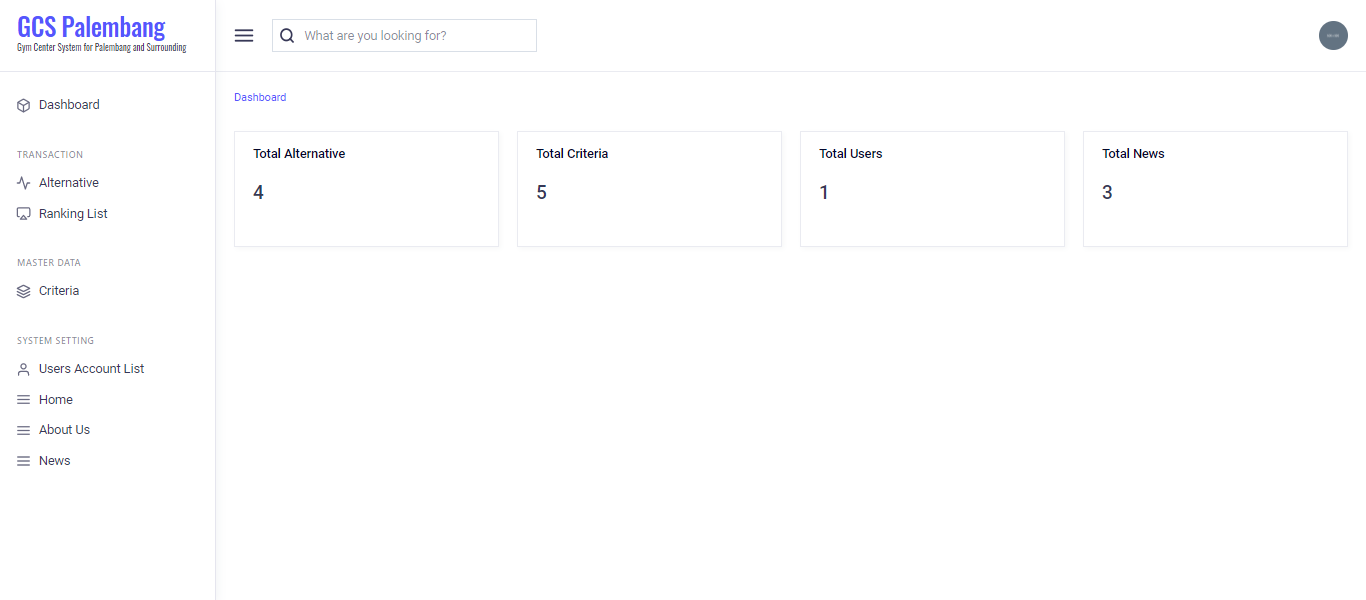 GCS Palembang
Gym Center System for Palembang and Surrounding
What are you looking for?
Dashboard
TRANSACTION
Alternative
Ranking List
MASTER DATA
Criteria
SYSTEM SETTING
Users Account List
Home
About Us
News
Dashboard
Total Alternative
4
Total Criteria
5
Total Users
1
Total News
3